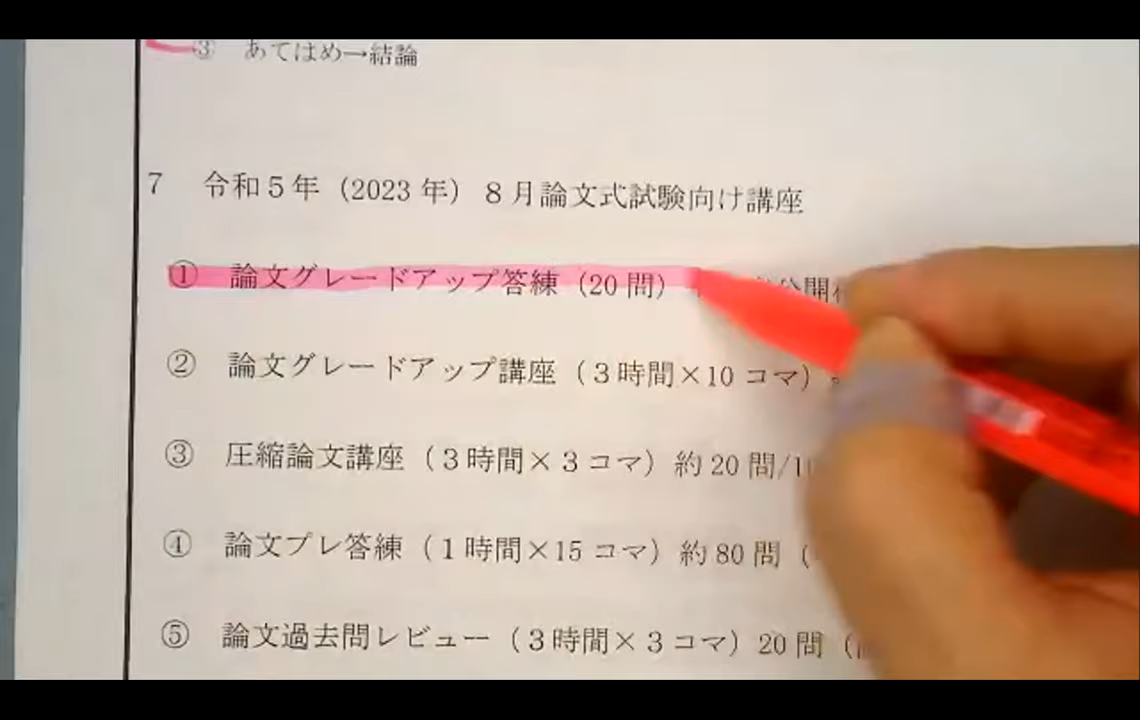 ③ あてはめ→結論
7 令和5年（2023年）8月論文式試験向け講座
① 論文グレードアップ答練（20問） 公開
② 論文グレードアップ講座（3時間×10コマ）。
③ 圧縮論文講座（3時間×3コマ）約20問/1
④ 論文プレ答練（1時間×15コマ）約80問（
⑤ 論文過去問レビュー（3時間×3コマ）20問（